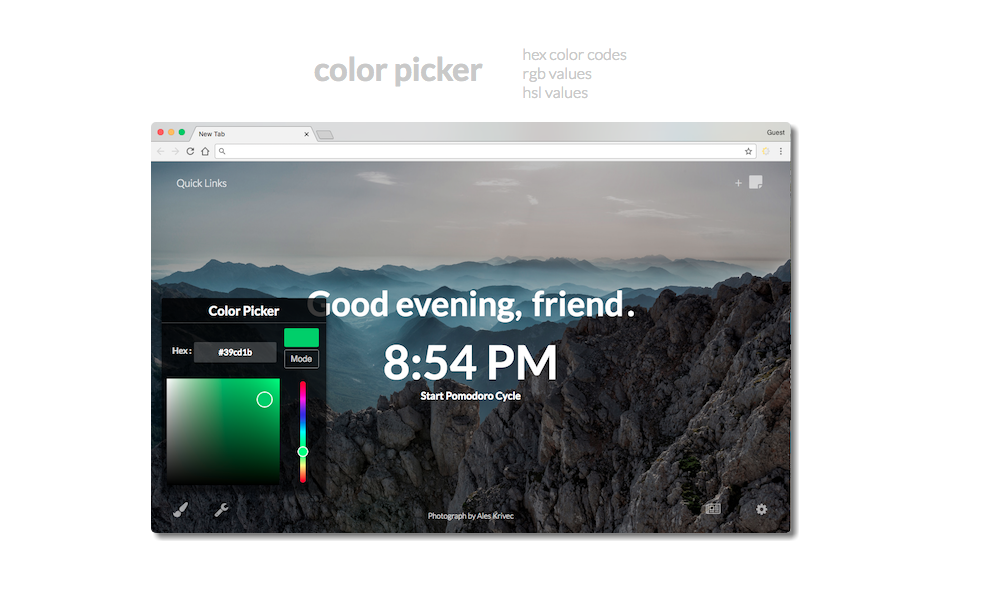 color picker
hex color codes
rgb values
hsl values
New Tab
Guest
Quick Links
Good evening, friend.
Color Picker
Hex :
#39cd1b
Mode
8:54 PM
Start Pomodoro Cycle
Photograph by Ales Krivec